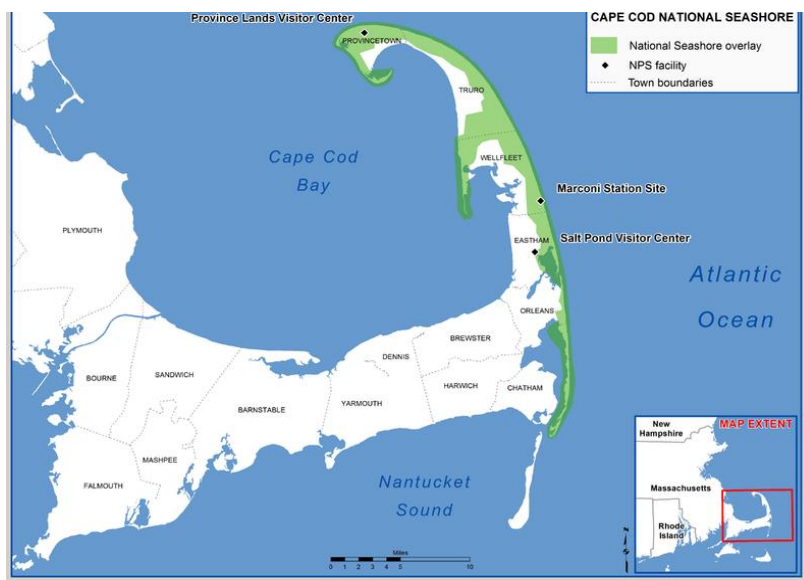 Province Lands Visitor Center
CAPE COD NATIONAL SEASHORE
National Seashore overlay
NPS facility
Town boundaries
PROVINCETOWN
TRURO
Cape Cod
Bay
WELLFLEET
Marconi Station Site
PLYMOUTH
EASTHAM
Salt Pond Visitor Center
Atlantic
Ocean
ORLEANS
BREWSTER
DENNIS
BOURNE
SANDWICH
HARWICH
CHATHAM
BARNSTABLE
YARMOUTH
MASHPEE
FALMOUTH
Nantucket
Sound
New
Hampshire
MAP EXTENT
Massachusetts
Rhode
Island
Miles
0 1 2 3 4 5 10